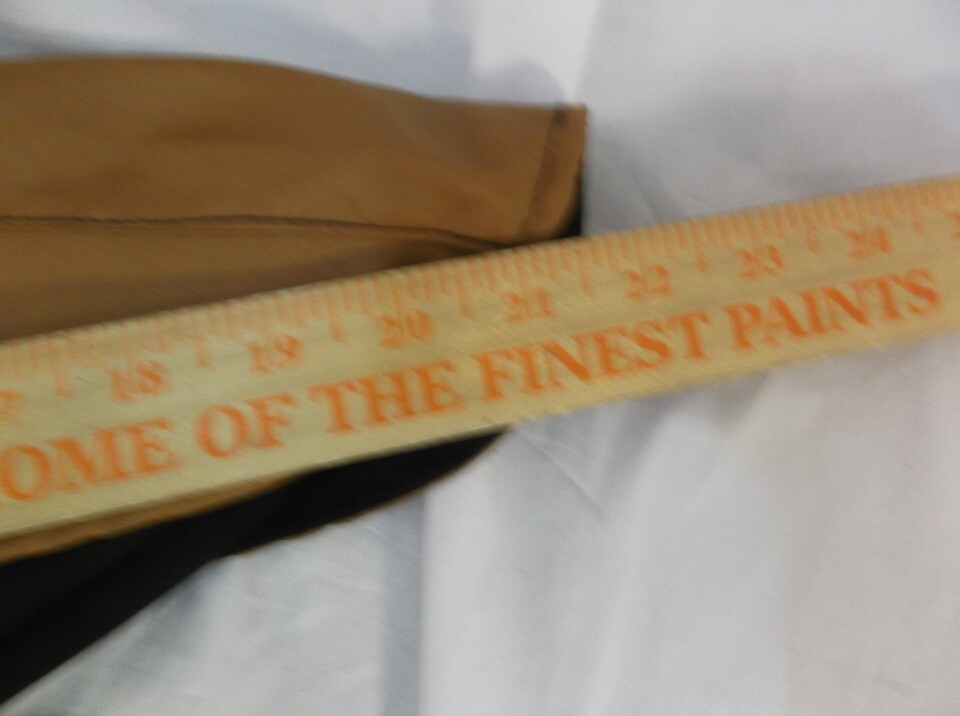 18 19 20 21 22 23 24
OME OF THE FINEST PAINTS